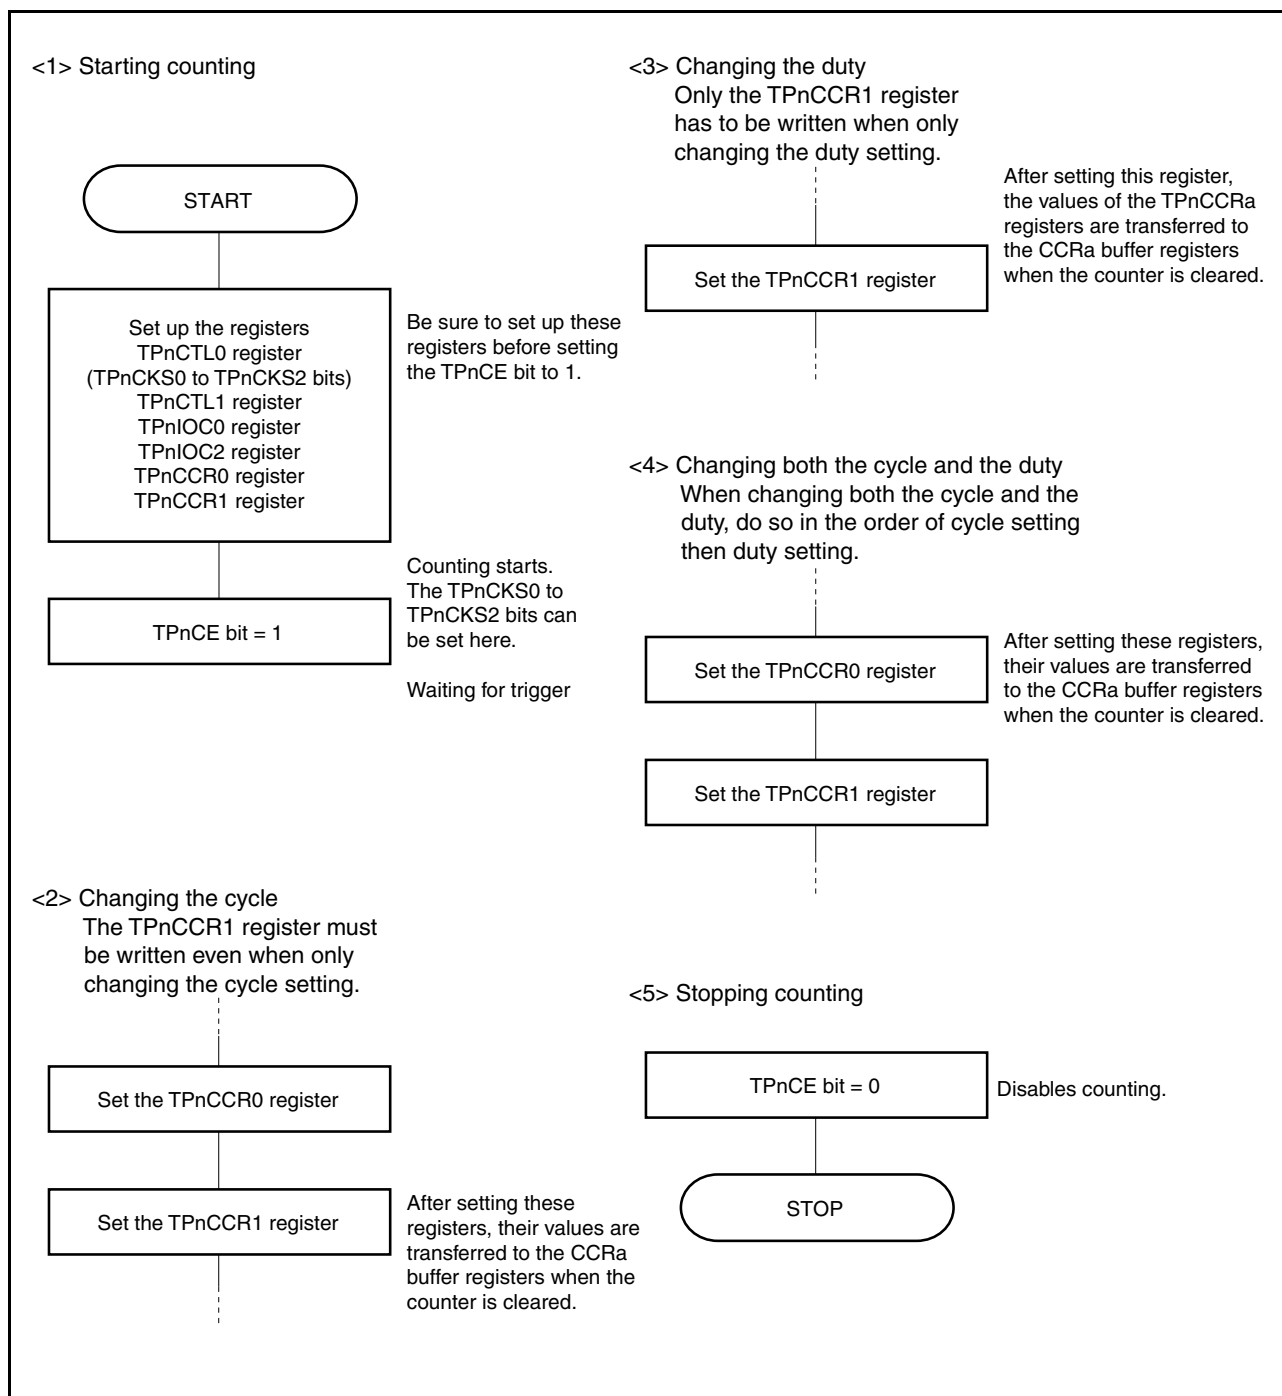 <1> Starting counting
START
Set up the registers
TPnCTL0 register
(TPnCKS0 to TPnCKS2 bits)
TPnCTL1 register
TPnIOC0 register
TPnIOC2 register
TPnCCR0 register
TPnCCR1 register
Be sure to set up these
registers before setting
the TPnCE bit to 1.
TPnCE bit = 1
Counting starts.
The TPnCKS0 to
TPnCKS2 bits can
be set here.
Waiting for trigger
<2> Changing the cycle
The TPnCCR1 register must
be written even when only
changing the cycle setting.
Set the TPnCCR0 register
Set the TPnCCR1 register
After setting these
registers, their values are
transferred to the CCRa
buffer registers when the
counter is cleared.
<3> Changing the duty
Only the TPnCCR1 register
has to be written when only
changing the duty setting.
Set the TPnCCR1 register
After setting this register,
the values of the TPnCCRa
registers are transferred to
the CCRa buffer registers
when the counter is cleared.
<4> Changing both the cycle and the duty
When changing both the cycle and the
duty, do so in the order of cycle setting
then duty setting.
Set the TPnCCR0 register
After setting these registers,
their values are transferred
to the CCRa buffer registers
when the counter is cleared.
Set the TPnCCR1 register
<5> Stopping counting
TPnCE bit = 0
Disables counting.
STOP